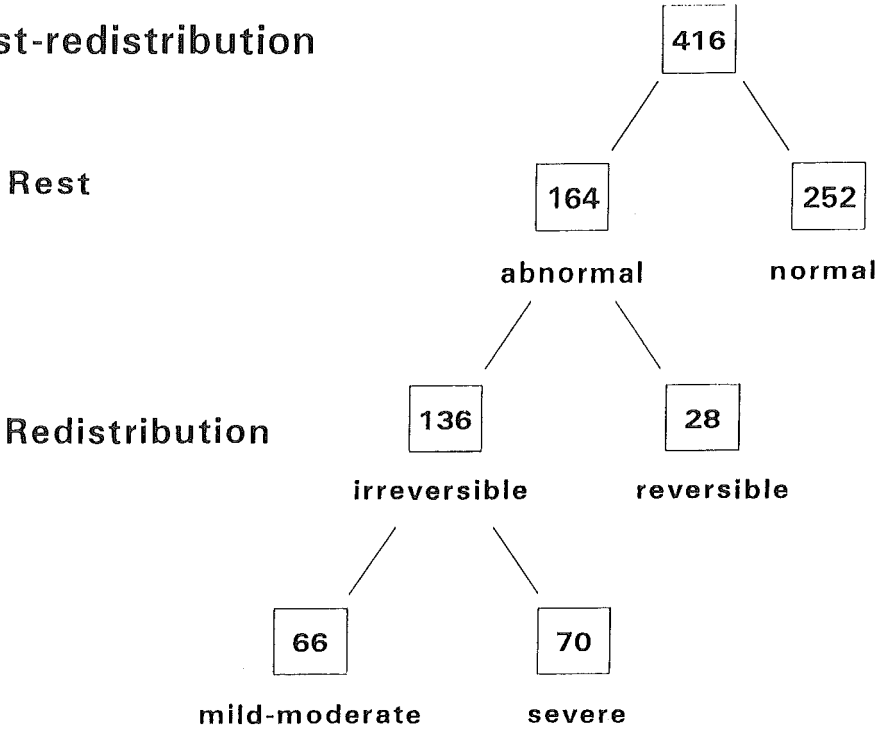 st-redistribution
416
Rest
164
252
abnormal
normal
Redistribution
136
28
irreversible
reversible
66
70
mild-moderate
severe